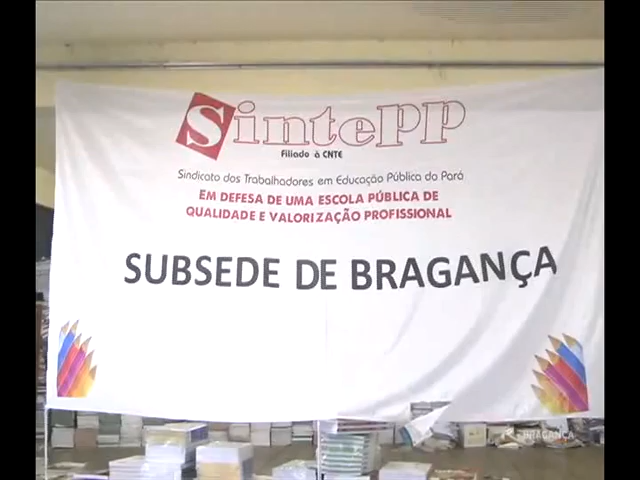 SintePP
Filiado à CNTE
Sindicato dos Trabalhadores em Educação Pública do Pará
EM DEFESA DE UMA ESCOLA PÚBLICA DE
QUALIDADE E VALORIZAÇÃO PROFISSIONAL
SUBSEDE DE BRAGANÇA
BRAGANÇA